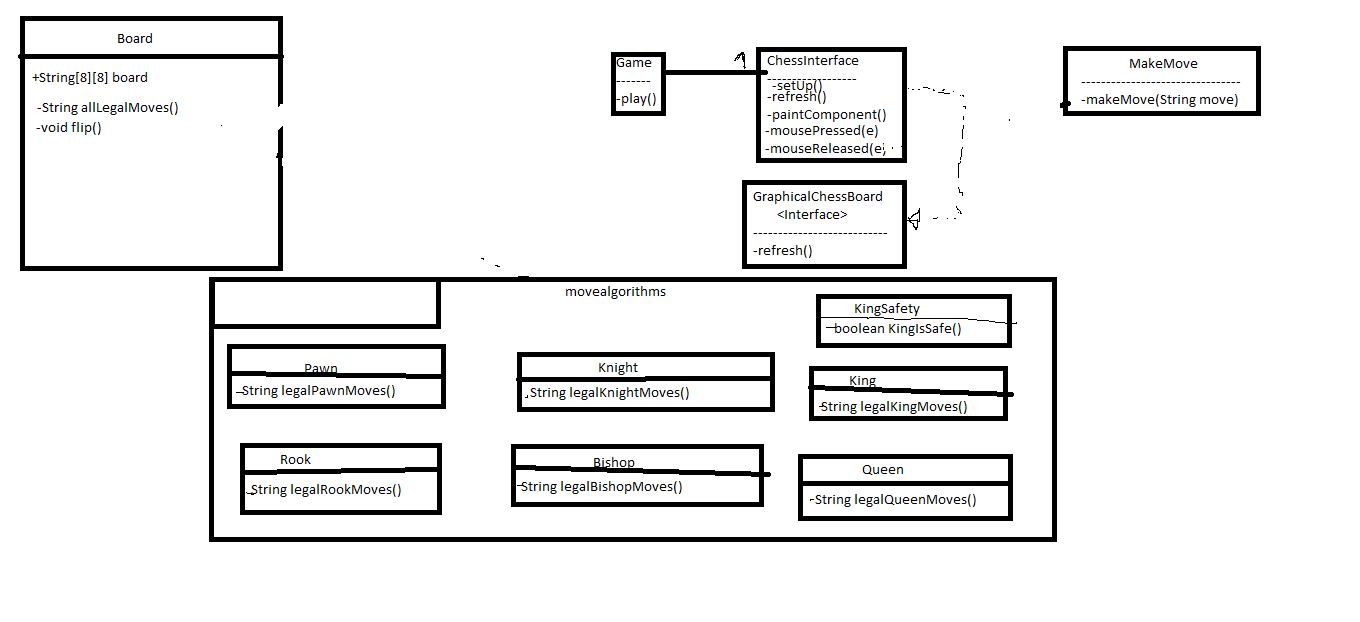 Board
+String[8][8] board
-String allLegalMoves()
-void flip()
Game
-------
-play()
1
ChessInterface
------------------
-setUp()
-refresh()
-paintComponent()
-mousePressed(e)
-mouseReleased(e)
GraphicalChessBoard
<Interface>
---------------------------
-refresh()
MakeMove
--------------------------------
-makeMove(String move)
movealgorithms
Pawn
-String legalPawnMoves()
Knight
-String legalKnightMoves()
KingSafety
-boolean KingIsSafe()
King
-String legalKingMoves()
Rook
-String legalRookMoves()
Bishop
-String legalBishopMoves()
Queen
-String legalQueenMoves()